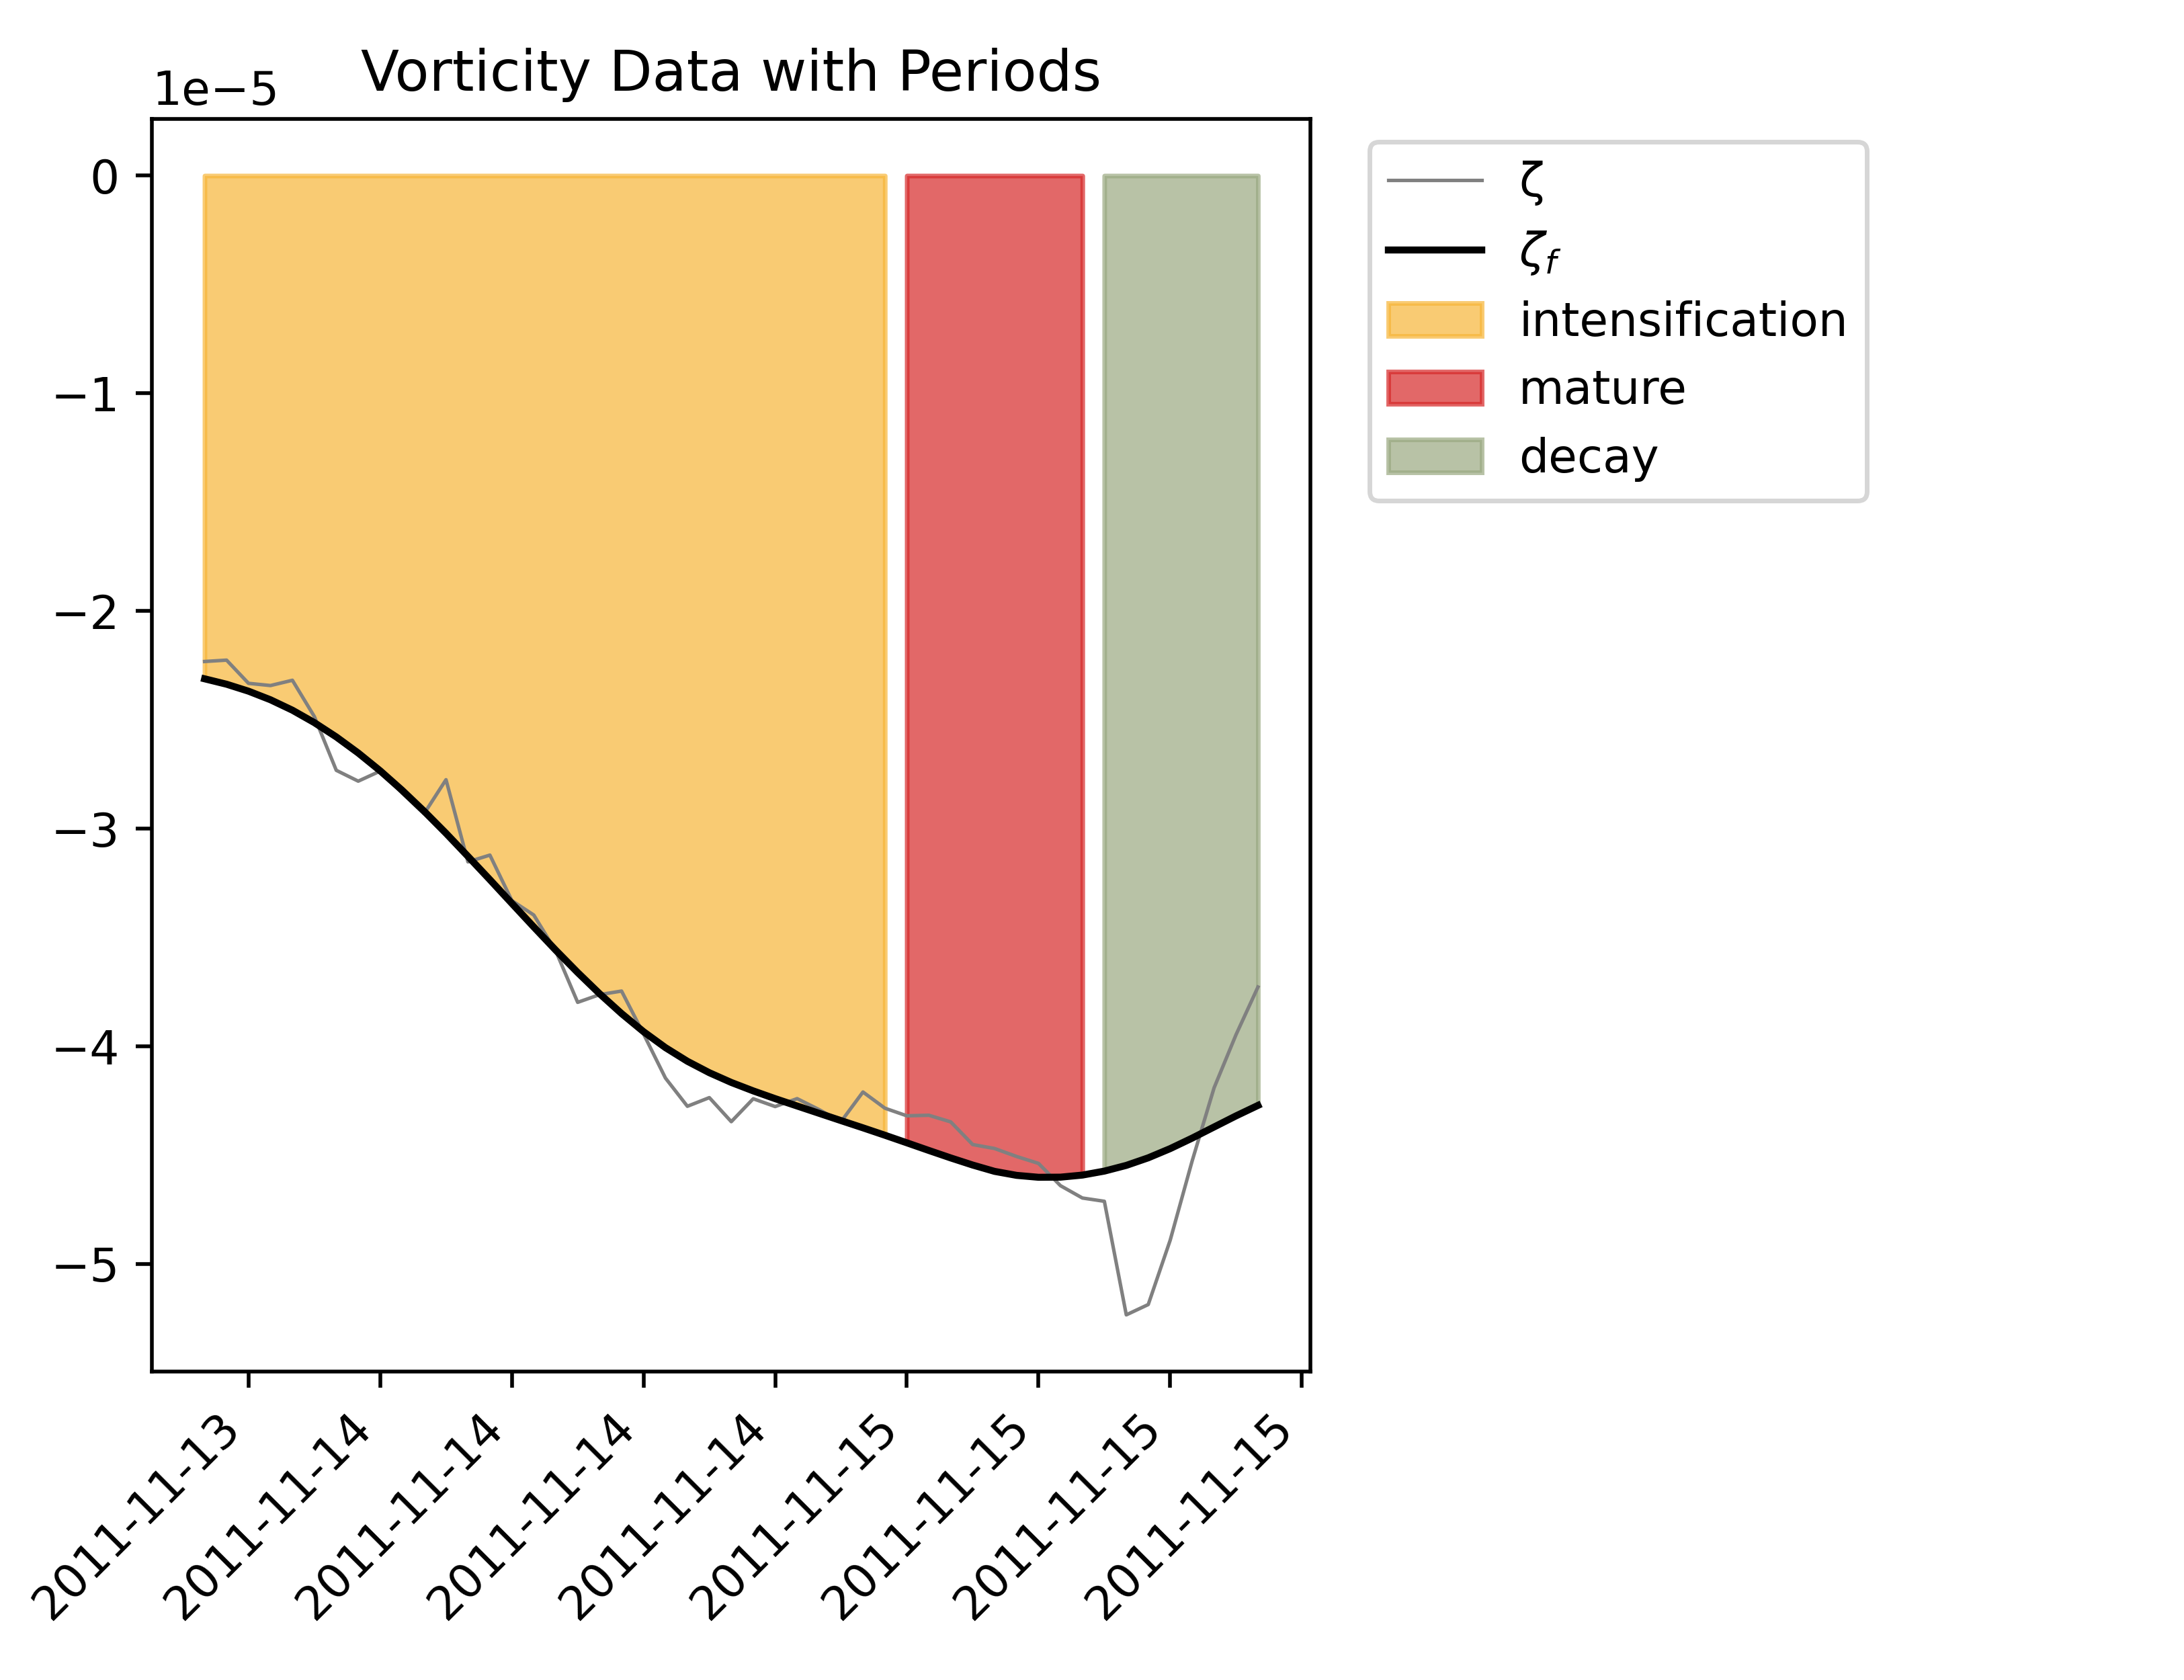 Vorticity Data with Periods
1e−5
0
−1
−2
−3
−4
−5
2011-11-13
2011-11-14
2011-11-14
2011-11-14
2011-11-14
2011-11-15
2011-11-15
2011-11-15
2011-11-15
ζ
ζf
intensification
mature
decay